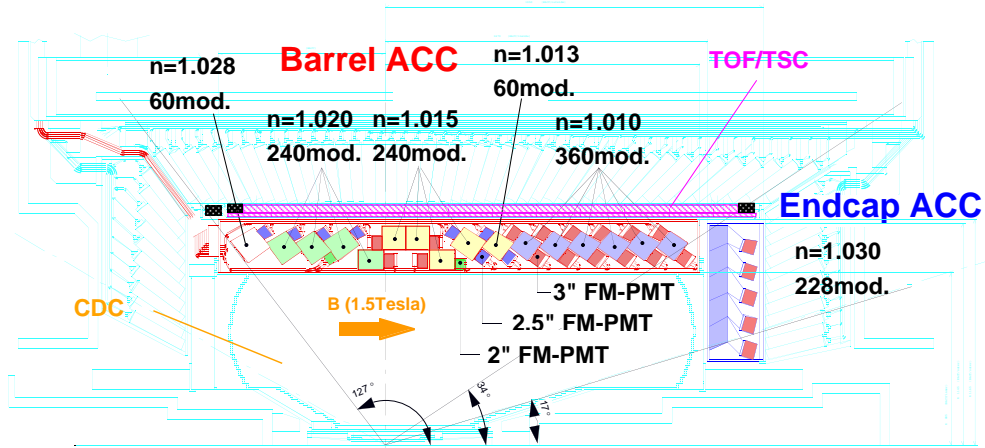 Barrel ACC
n=1.028
60mod.
n=1.020
240mod.
n=1.015
240mod.
n=1.013
60mod.
n=1.010
360mod.
TOF/TSC
Endcap ACC
n=1.030
228mod.
CDC
B (1.5Tesla)
3" FM-PMT
2.5" FM-PMT
2" FM-PMT
127°
34°
17°